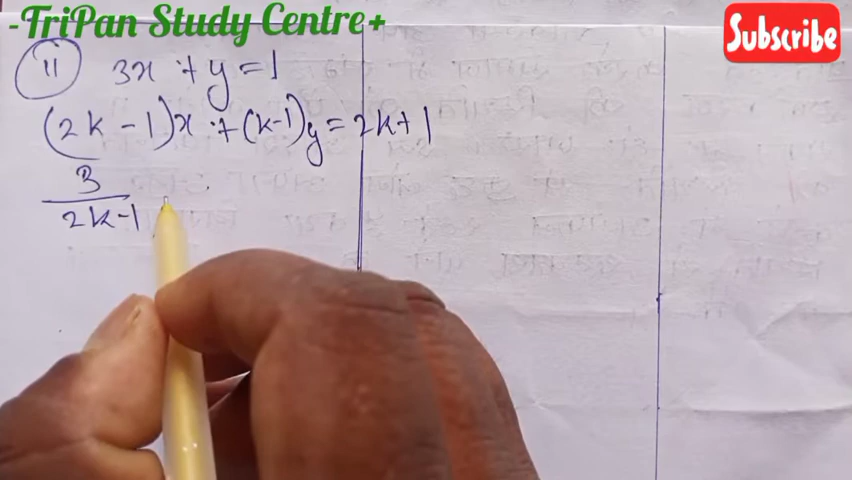 -TriPan Study Centre+
Subscribe
11 3x + y = 1
(2k - 1)x + (k-1)y = 2k + 1
3
2k-1